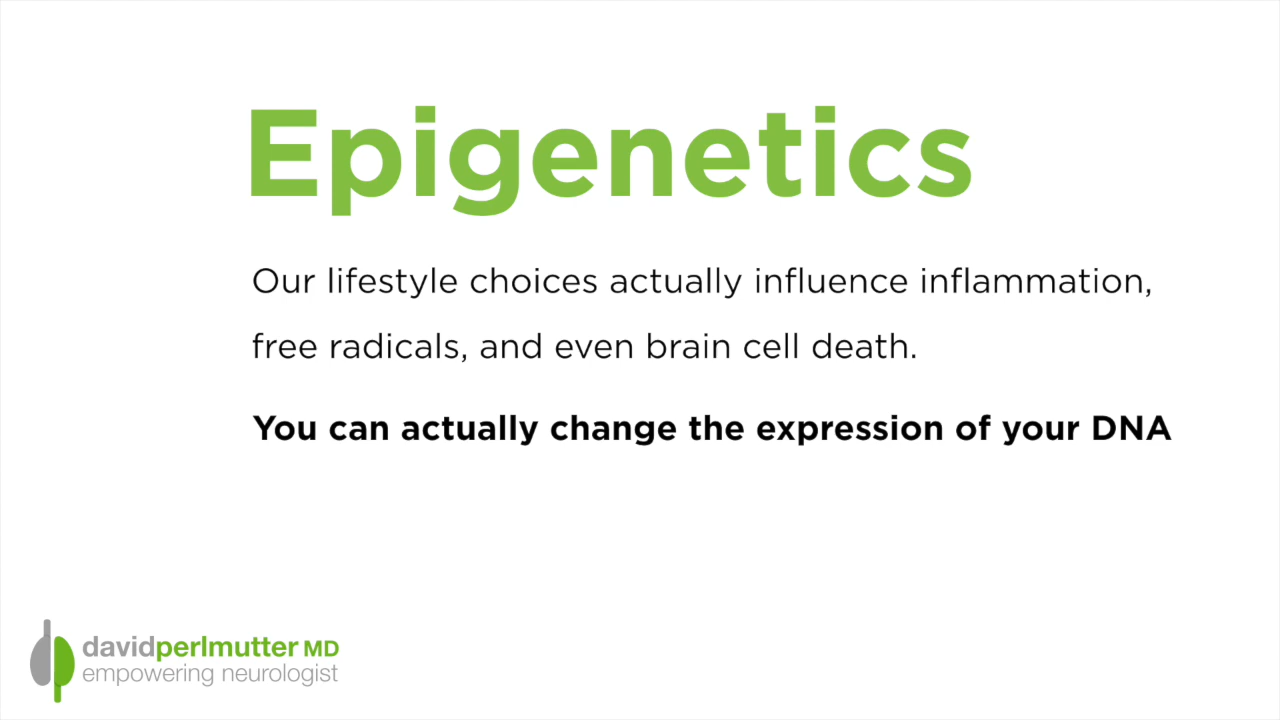 Epigenetics
Our lifestyle choices actually influence inflammation,
free radicals, and even brain cell death.
You can actually change the expression of your DNA
davidperlmutter MD
empowering neurologist